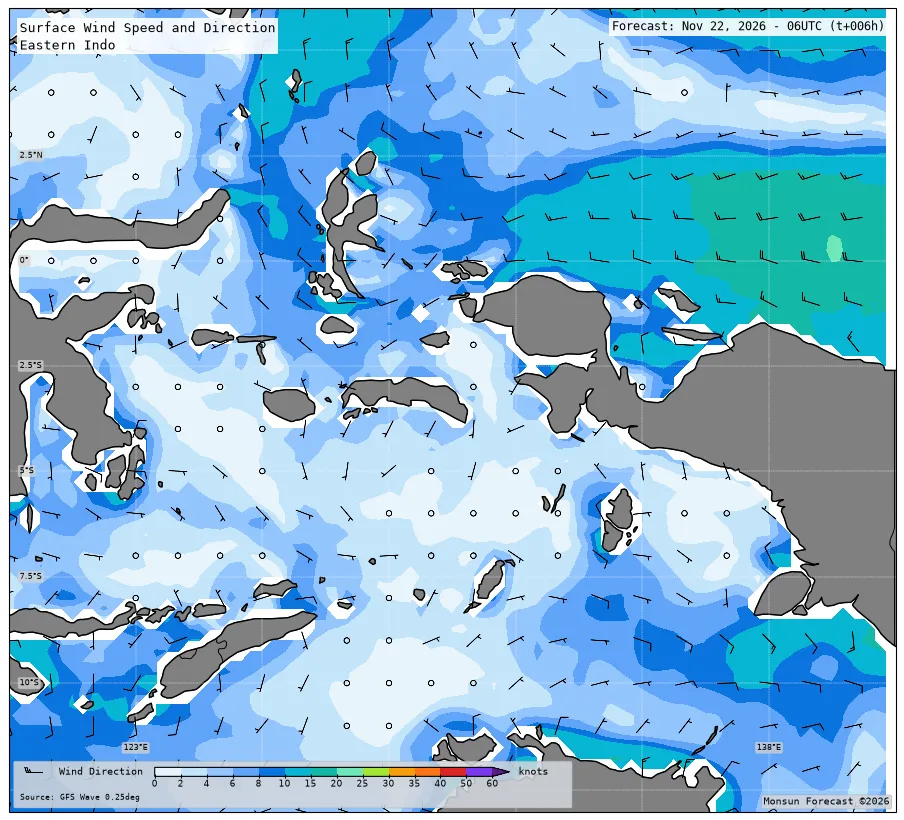 Surface Wind Speed and Direction
Eastern Indo
Forecast: Nov 22, 2026 - 06UTC (t+006h)
2.5°N
0°
2.5°S
5°S
7.5°S
10°S
123°E
138°E
Wind Direction
0 2 4 6 8 10 15 20 25 30 35 40 50 60
knots
Source: GFS Wave 0.25deg
Monsun Forecast ©2026